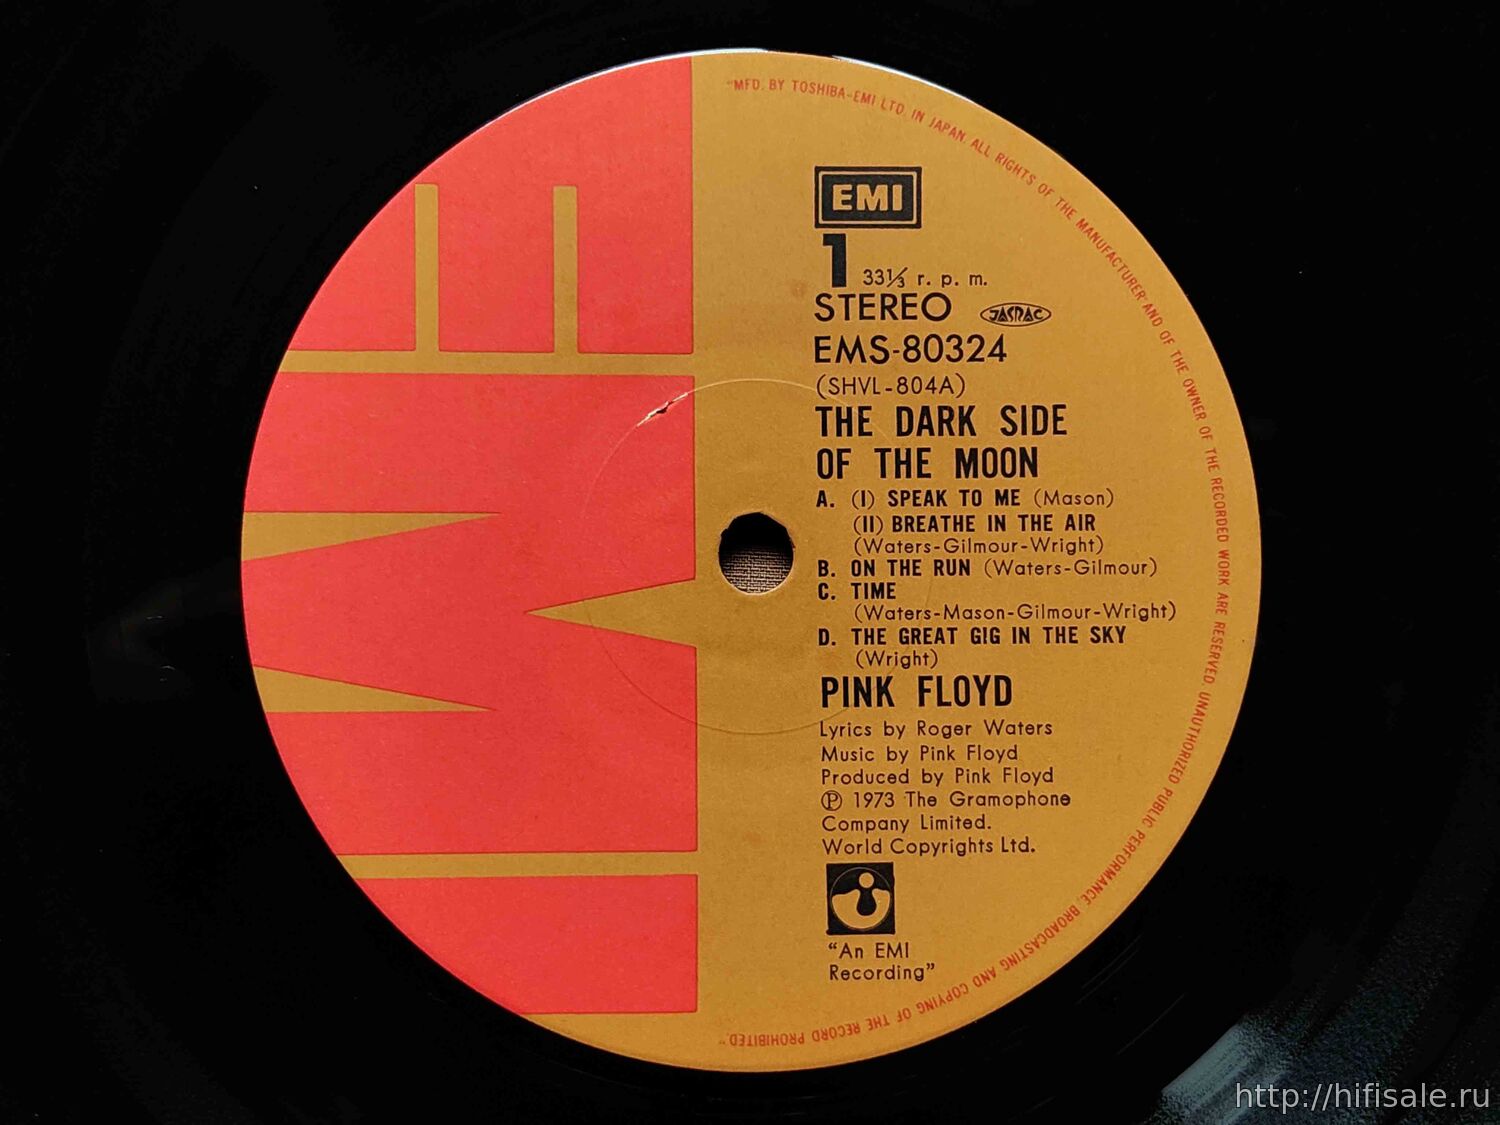 "MFD. BY TOSHIBA-EMI LTD. IN JAPAN. ALL RIGHTS OF THE MANUFACTURER AND OF THE OWNER OF THE RECORDED WORK ARE RESERVED. UNAUTHORIZED PUBLIC PERFORMANCE, BROADCASTING AND COPYING OF THE RECORD PROHIBITED."
EMI
EMI
1 33⅓ r. p. m.
STEREO JASRAC
EMS-80324
(SHVL-804A)
THE DARK SIDE
OF THE MOON
A. (I) SPEAK TO ME (Mason)
(II) BREATHE IN THE AIR
(Waters-Gilmour-Wright)
B. ON THE RUN (Waters-Gilmour)
C. TIME
(Waters-Mason-Gilmour-Wright)
D. THE GREAT GIG IN THE SKY
(Wright)
PINK FLOYD
Lyrics by Roger Waters
Music by Pink Floyd
Produced by Pink Floyd
℗ 1973 The Gramophone
Company Limited.
World Copyrights Ltd.
"An EMI
Recording"
http://hifisale.ru